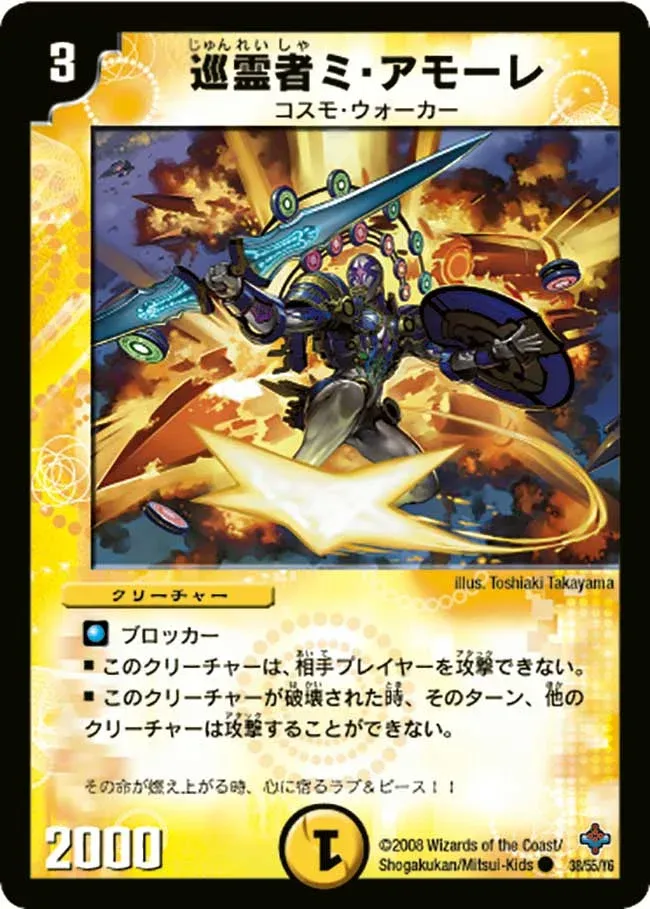 3
じゅんれいしゃ
巡霊者ミ・アモーレ
コスモ・ウォーカー
illus. Toshiaki Takayama
クリーチャー
ブロッカー
■ このクリーチャーは、相手プレイヤーを攻撃できない。
■ このクリーチャーが破壊された時、そのターン、他の
クリーチャーは攻撃することができない。
その命が燃え上がる時、心に宿るラブ&ピース!!
2000
1
©2008 Wizards of the Coast/
Shogakukan/Mitsui-Kids ● 38/55/Y6